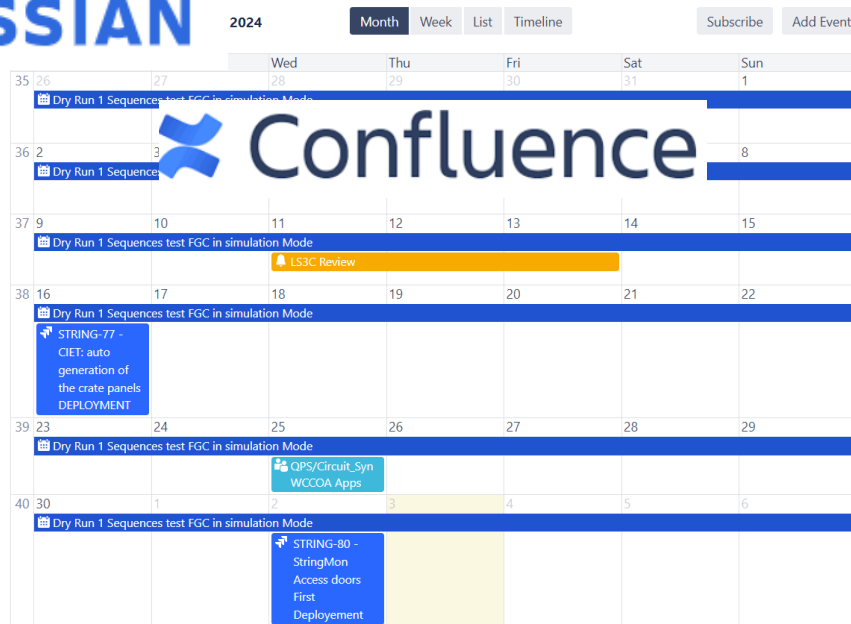 SSIAN
2024
Month Week List Timeline
Subscribe Add Event
Wed Thu Fri Sat Sun
35 26 27 28 29 30 31 1
Dry Run 1 Sequences test FGC in simulation Mode
Confluence
36 2 3 8
Dry Run 1 Sequences
37 9 10 11 12 13 14 15
Dry Run 1 Sequences test FGC in simulation Mode
LS3C Review
38 16 17 18 19 20 21 22
Dry Run 1 Sequences test FGC in simulation Mode
STRING-77 -
CIET: auto
generation of
the crate panels
DEPLOYMENT
39 23 24 25 26 27 28 29
Dry Run 1 Sequences test FGC in simulation Mode
QPS/Circuit_Syn
WCCOA Apps
40 30 1 2 3 4 5 6
Dry Run 1 Sequences test FGC in simulation Mode
STRING-80 -
StringMon
Access doors
First
Deployement